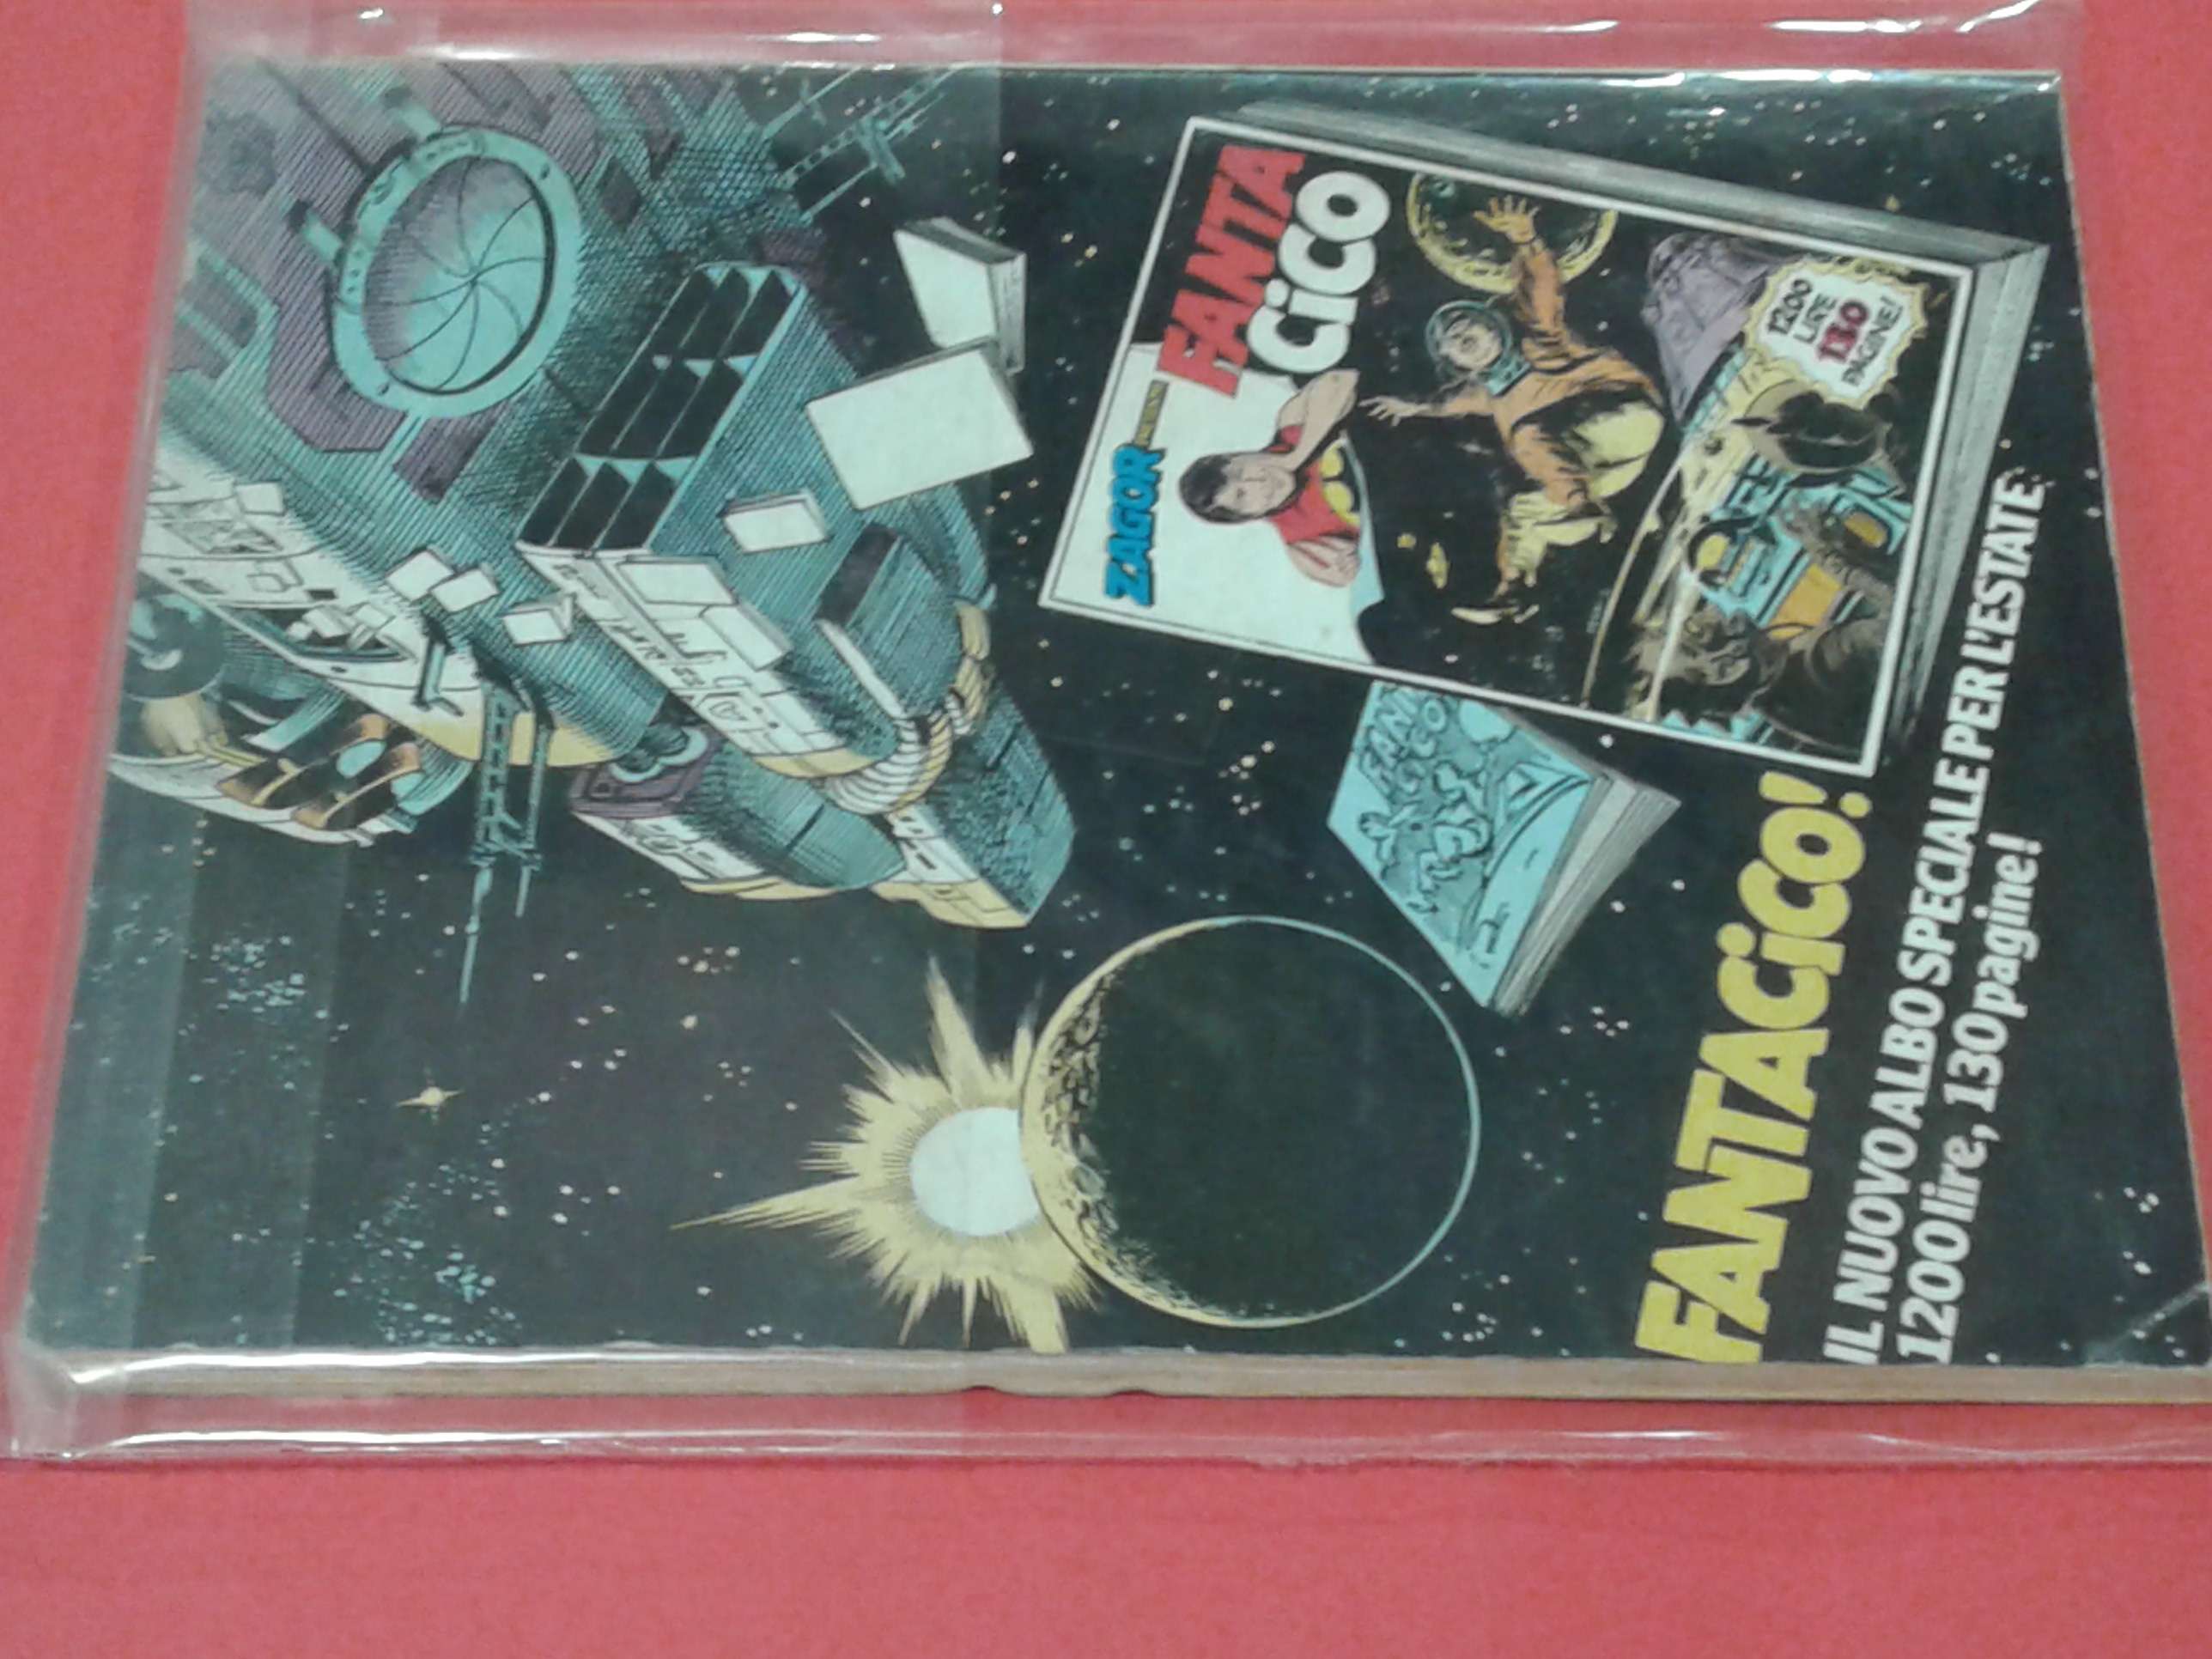 ZAGOR
FANTA
CiCO
1200
LIRE
130
PAGINE!
FANTACiCO!
IL NUOVO ALBO SPECIALE PER L'ESTATE
1200 lire, 130 pagine!